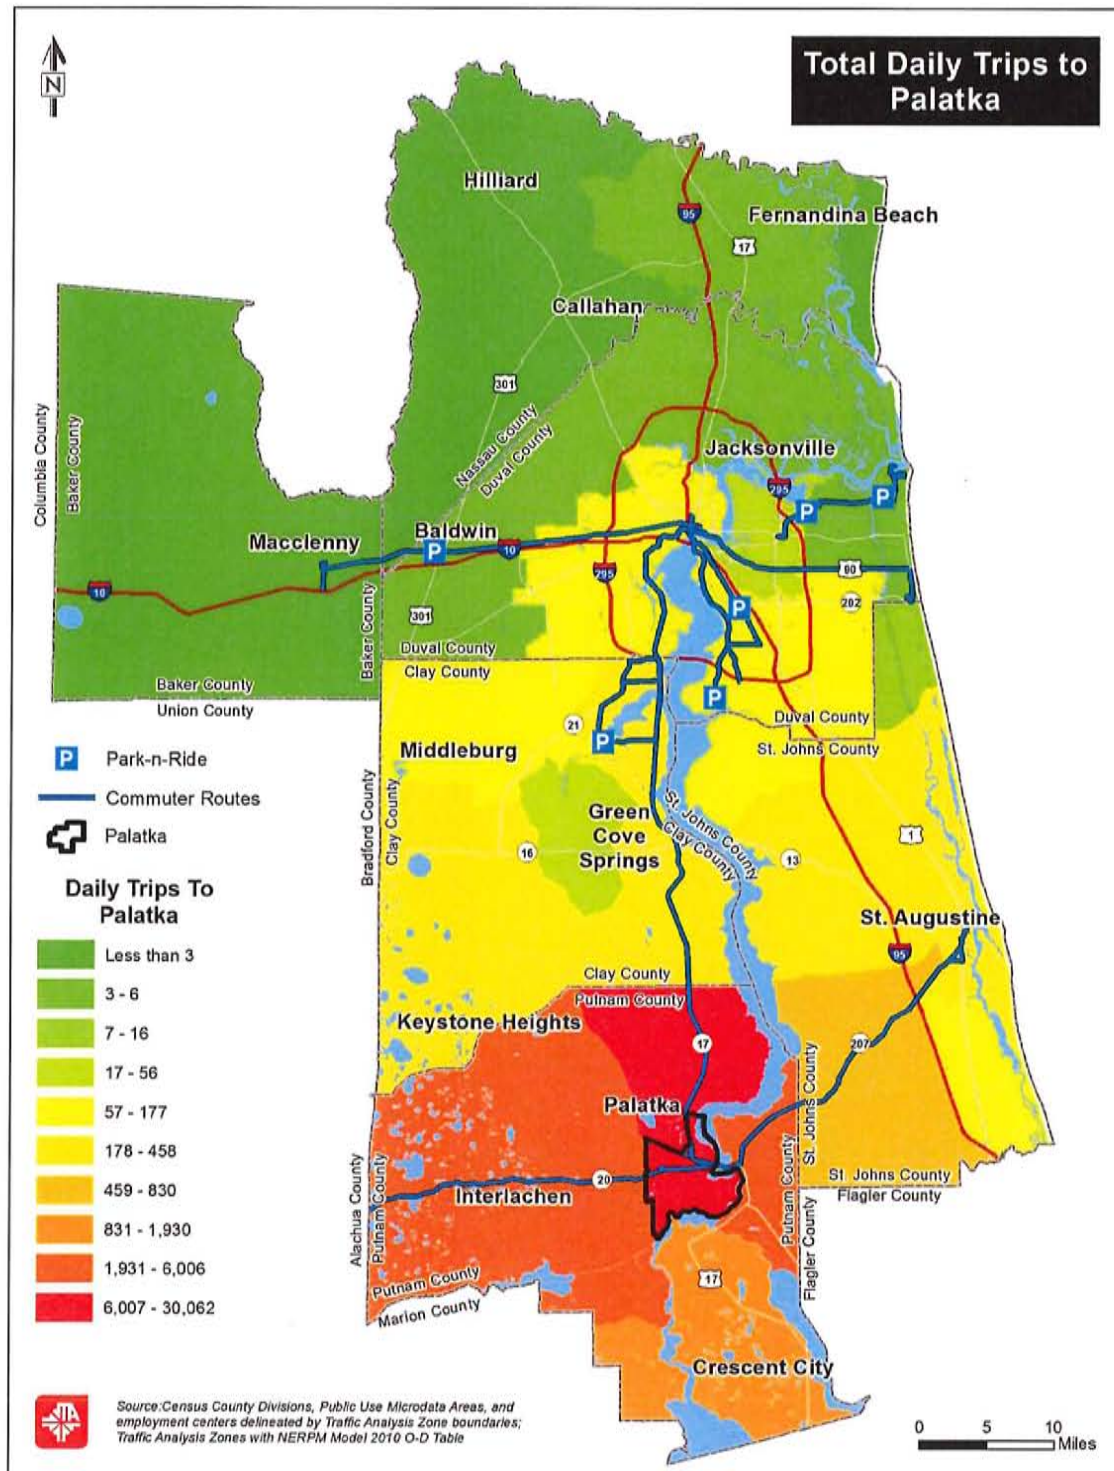 Total Daily Trips to
Palatka
N
Hilliard
95
Fernandina Beach
17
Callahan
301
Nassau County
Duval County
Columbia County
Baker County
Jacksonville
295
P
P
Macclenny
Baldwin
P
10
90
10
295
P
202
301
Baker County
Duval County
Clay County
Baker County
Union County
P
Duval County
St. Johns County
21
P
Middleburg
P Park-n-Ride
Commuter Routes
Palatka
Bradford County
Clay County
Green
Cove
Springs
St. Johns County
Clay County
16
13
1
Daily Trips To
Palatka
Less than 3
3 - 6
7 - 16
17 - 56
57 - 177
178 - 458
459 - 830
831 - 1,930
1,931 - 6,006
6,007 - 30,062
St. Augustine
95
Clay County
Putnam County
Keystone Heights
17
207
Palatka
St. Johns County
Putnam County
20
Interlachen
St. Johns County
Flagler County
Alachua County
Putnam County
Flagler County
Putnam County
Marion County
17
Crescent City
JTA
Source:Census County Divisions, Public Use Microdata Areas, and
employment centers delineated by Traffic Analysis Zone boundaries;
Traffic Analysis Zones with NERPM Model 2010 O-D Table
0 5 10
Miles